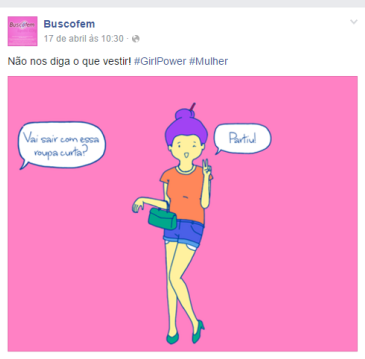 Buscofem
Buscofem
17 de abril às 10:30 ·
Não nos diga o que vestir! #GirlPower #Mulher
Vai sair com essa
roupa curta?
Partiu!